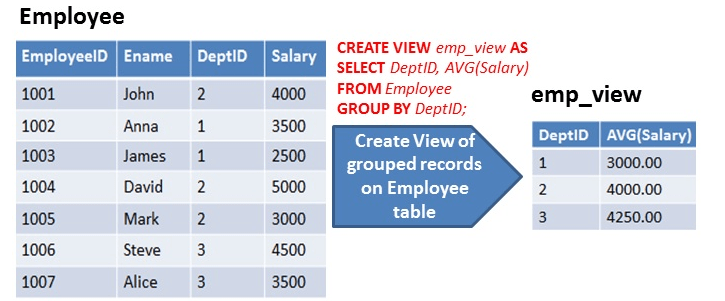 Employee
EmployeeID Ename DeptID Salary
1001 John 2 4000
1002 Anna 1 3500
1003 James 1 2500
1004 David 2 5000
1005 Mark 2 3000
1006 Steve 3 4500
1007 Alice 3 3500
CREATE VIEW emp_view AS
SELECT DeptID, AVG(Salary)
FROM Employee
GROUP BY DeptID;
Create View of
grouped records
on Employee
table
emp_view
DeptID AVG(Salary)
1 3000.00
2 4000.00
3 4250.00